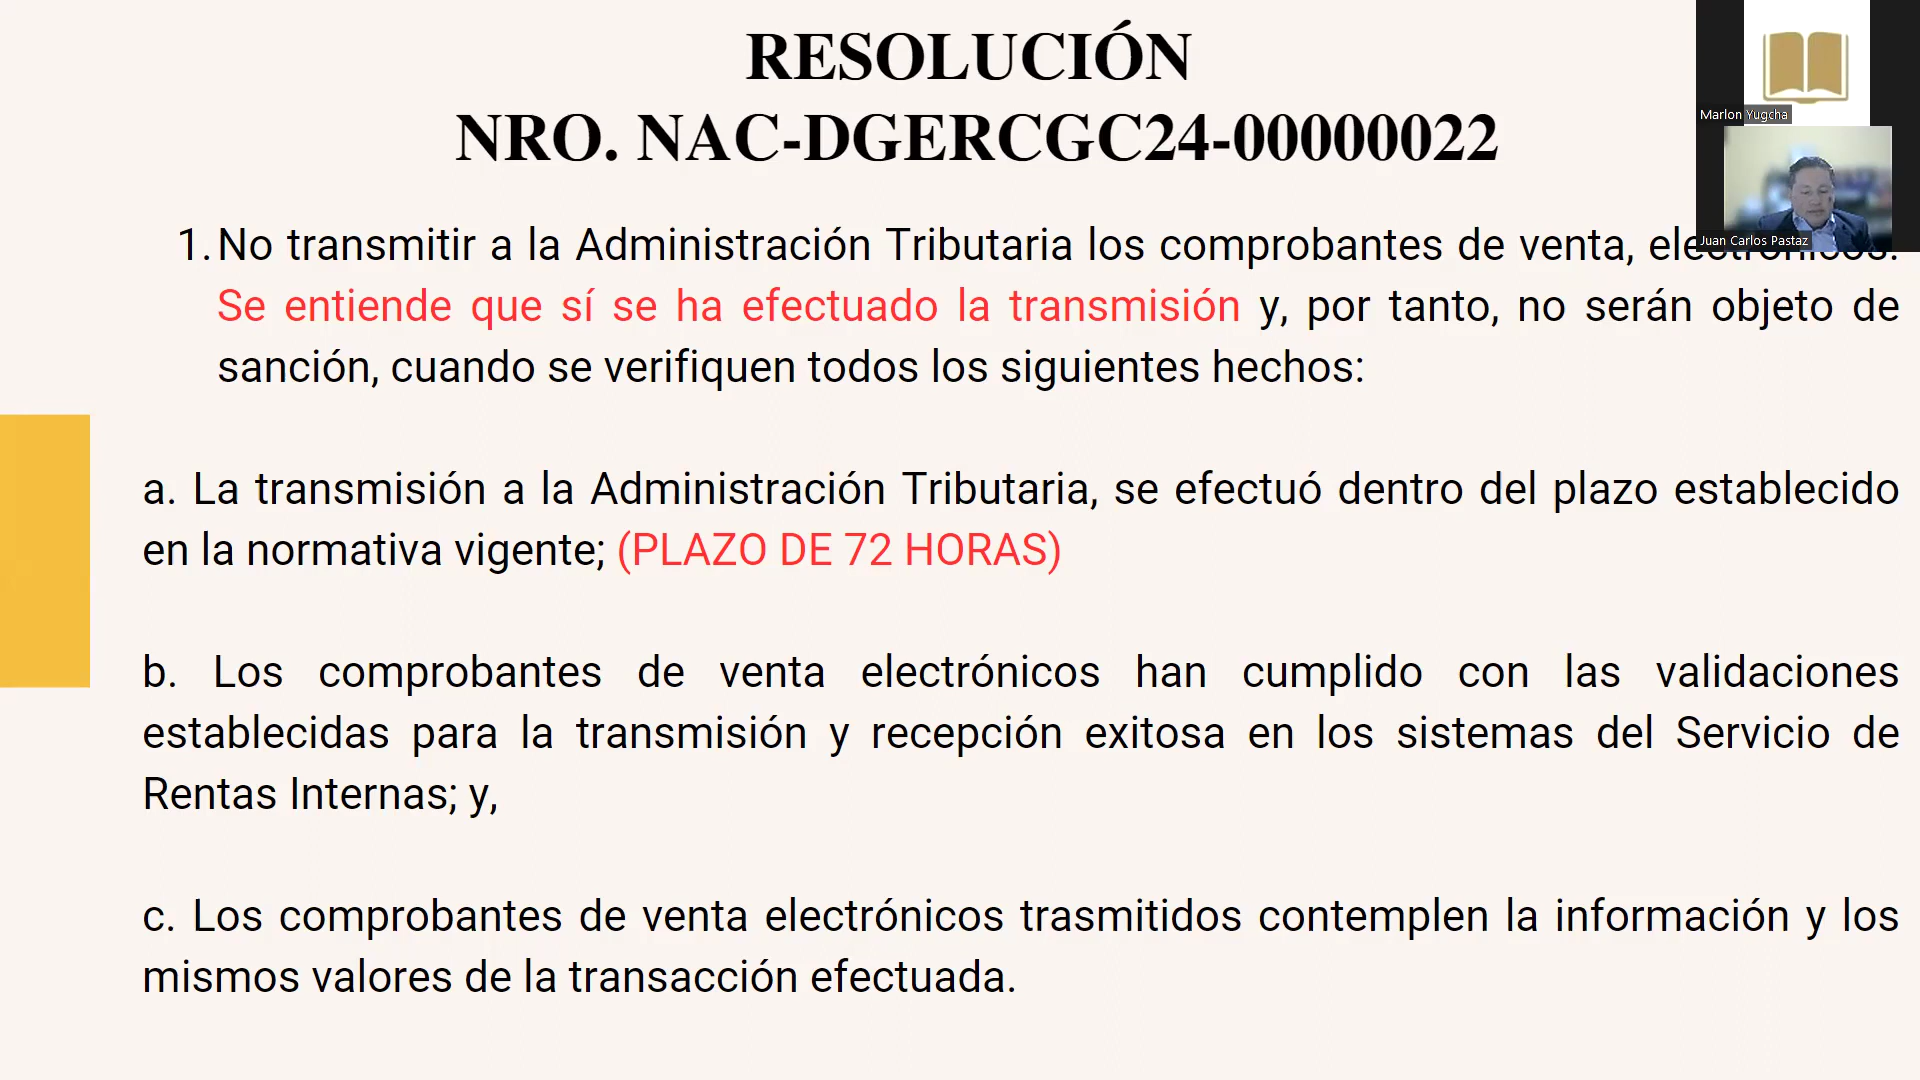 RESOLUCIÓN
NRO. NAC-DGERCGC24-00000022
Marlon Yugcha
Juan Carlos Pastaz
1. No transmitir a la Administración Tributaria los comprobantes de venta, electrónicos.
Se entiende que sí se ha efectuado la transmisión y, por tanto, no serán objeto de
sanción, cuando se verifiquen todos los siguientes hechos:
a. La transmisión a la Administración Tributaria, se efectuó dentro del plazo establecido
en la normativa vigente; (PLAZO DE 72 HORAS)
b. Los comprobantes de venta electrónicos han cumplido con las validaciones
establecidas para la transmisión y recepción exitosa en los sistemas del Servicio de
Rentas Internas; y,
c. Los comprobantes de venta electrónicos trasmitidos contemplen la información y los
mismos valores de la transacción efectuada.